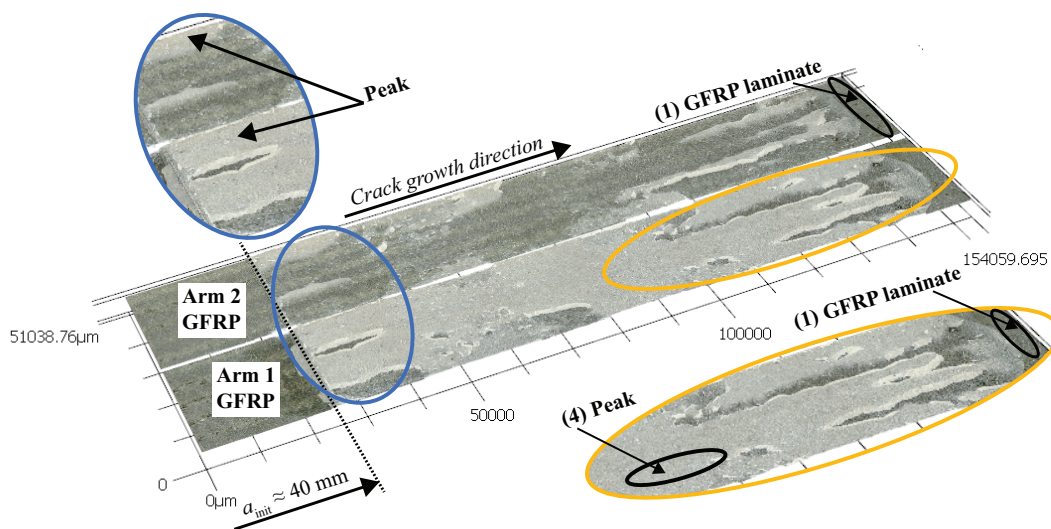 Peak
(1) GFRP laminate
Crack growth direction
154059.695
Arm 2
GFRP
51038.76µm
(1) GFRP laminate
100000
Arm 1
GFRP
50000
(4) Peak
0
0µm
a_init ≈ 40 mm